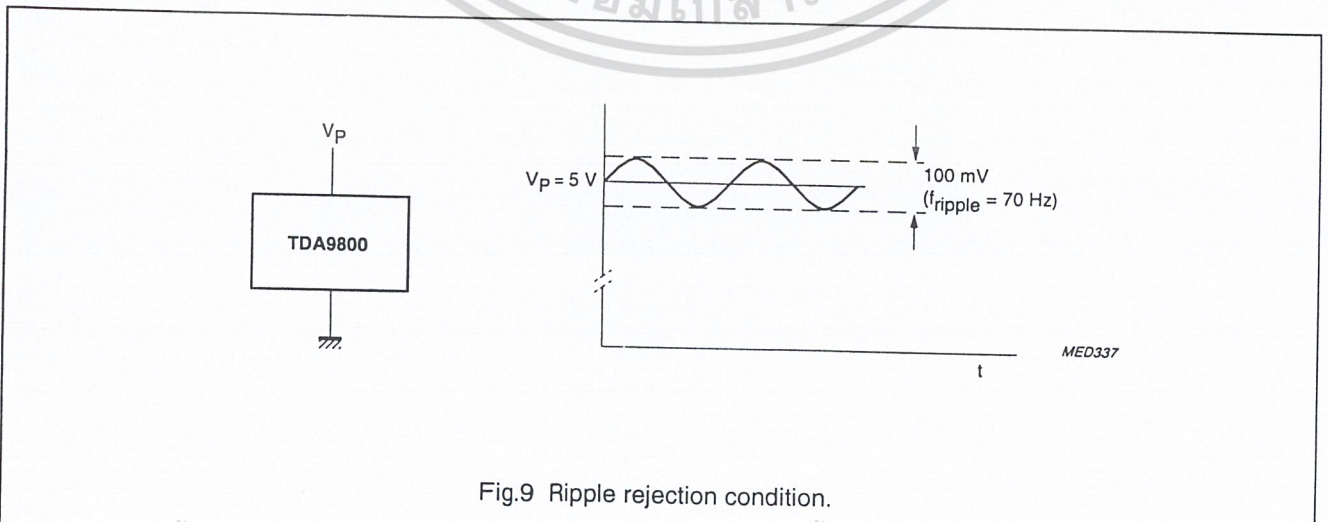 V_P
TDA9800
V_P = 5 V
100 mV
(f_ripple = 70 Hz)
t
MED337
Fig.9 Ripple rejection condition.